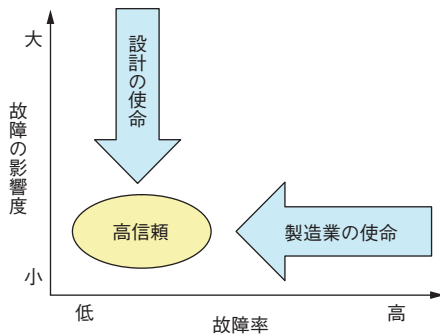 大
設計の使命
故障の影響度
高信頼
製造業の使命
小
低
高
故障率